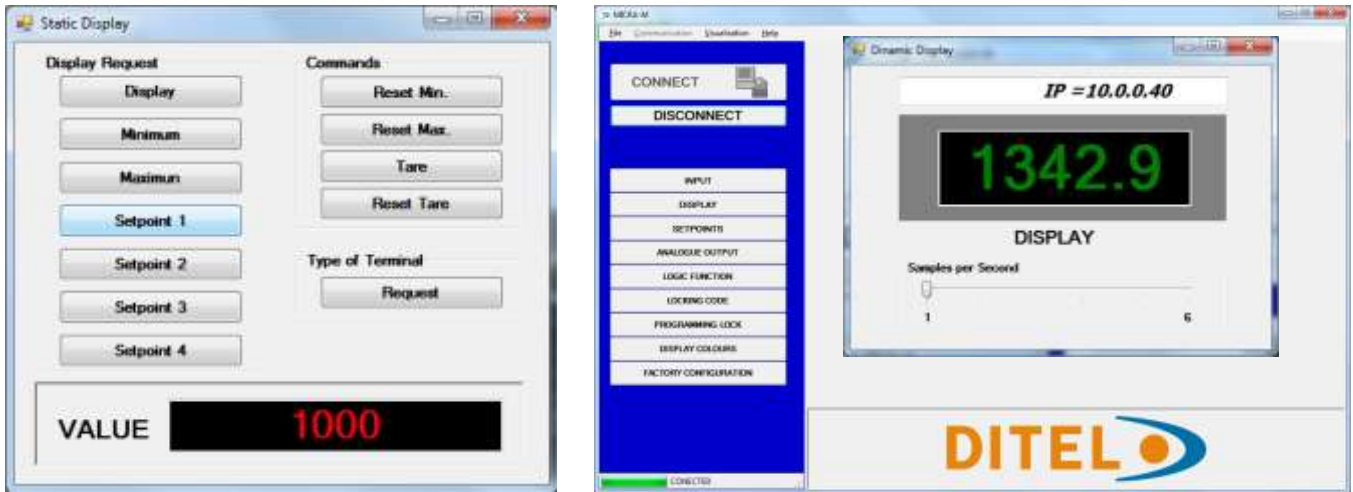 Static Display
Display Request
Display
Minimum
Maximun
Setpoint 1
Setpoint 2
Setpoint 3
Setpoint 4
Commands
Reset Min.
Reset Max.
Tare
Reset Tare
Type of Terminal
Request
VALUE
1000
MICRA-M
File Communication Visualisation Help
CONNECT
DISCONNECT
INPUT
DISPLAY
SETPOINTS
ANALOGUE OUTPUT
LOGIC FUNCTION
LOCKING CODE
PROGRAMMING LOCK
DISPLAY COLOURS
FACTORY CONFIGURATION
CONECTED
Dinamic Display
IP =10.0.0.40
1342.9
DISPLAY
Samples per Second
1 6
DITEL